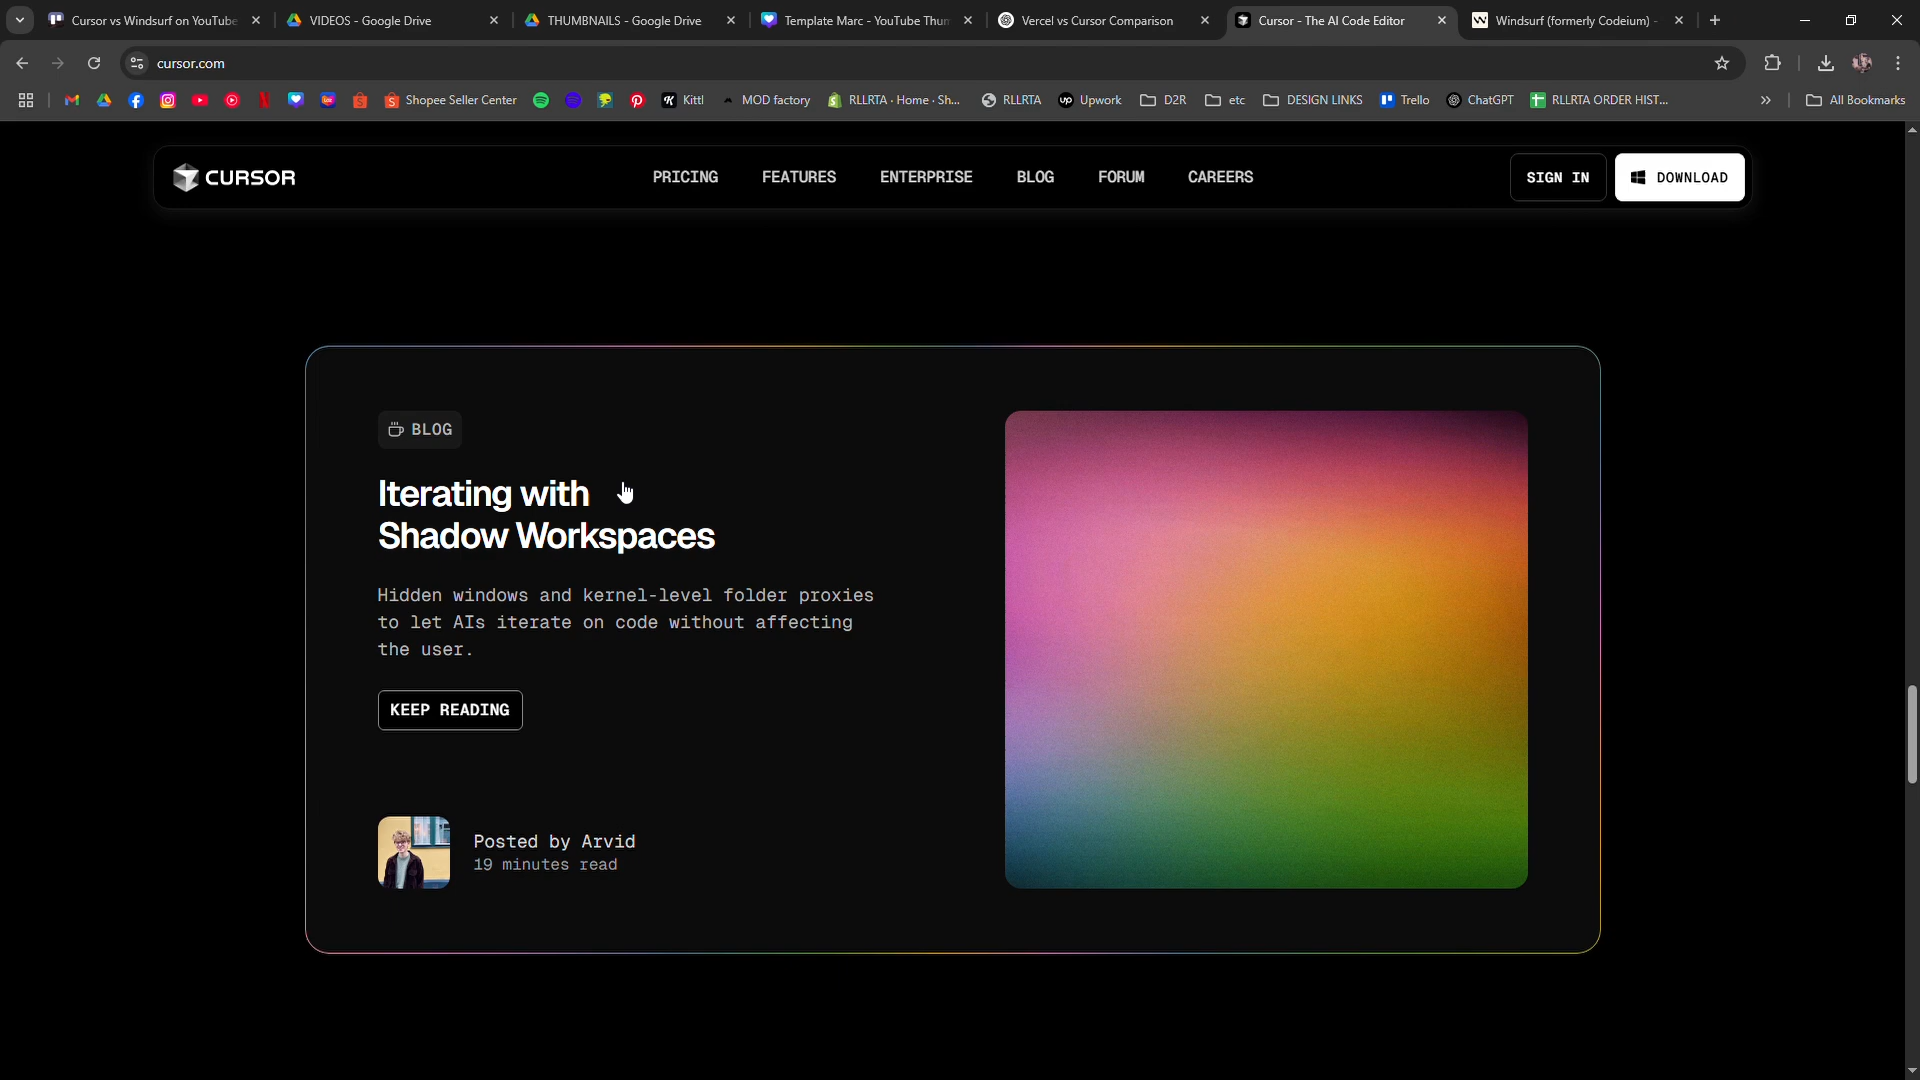 Cursor vs Windsurf on YouTube
VIDEOS - Google Drive
THUMBNAILS - Google Drive
Template Marc - YouTube Thum
Vercel vs Cursor Comparison
Cursor - The AI Code Editor
Windsurf (formerly Codeium) -
cursor.com
Shopee Seller Center
Kittl
MOD factory
RLLRTA · Home · Sh...
RLLRTA
Upwork
D2R
etc
DESIGN LINKS
Trello
ChatGPT
RLLRTA ORDER HIST...
All Bookmarks
CURSOR
PRICING
FEATURES
ENTERPRISE
BLOG
FORUM
CAREERS
SIGN IN
DOWNLOAD
BLOG
Iterating with
Shadow Workspaces
Hidden windows and kernel-level folder proxies
to let AIs iterate on code without affecting
the user.
KEEP READING
Posted by Arvid
19 minutes read